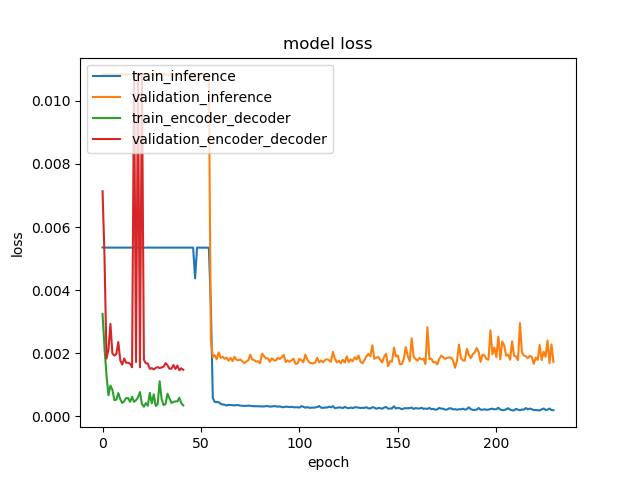 model loss
train_inference
validation_inference
train_encoder_decoder
validation_encoder_decoder
loss
0.010
0.008
0.006
0.004
0.002
0.000
0
50
100
150
200
epoch